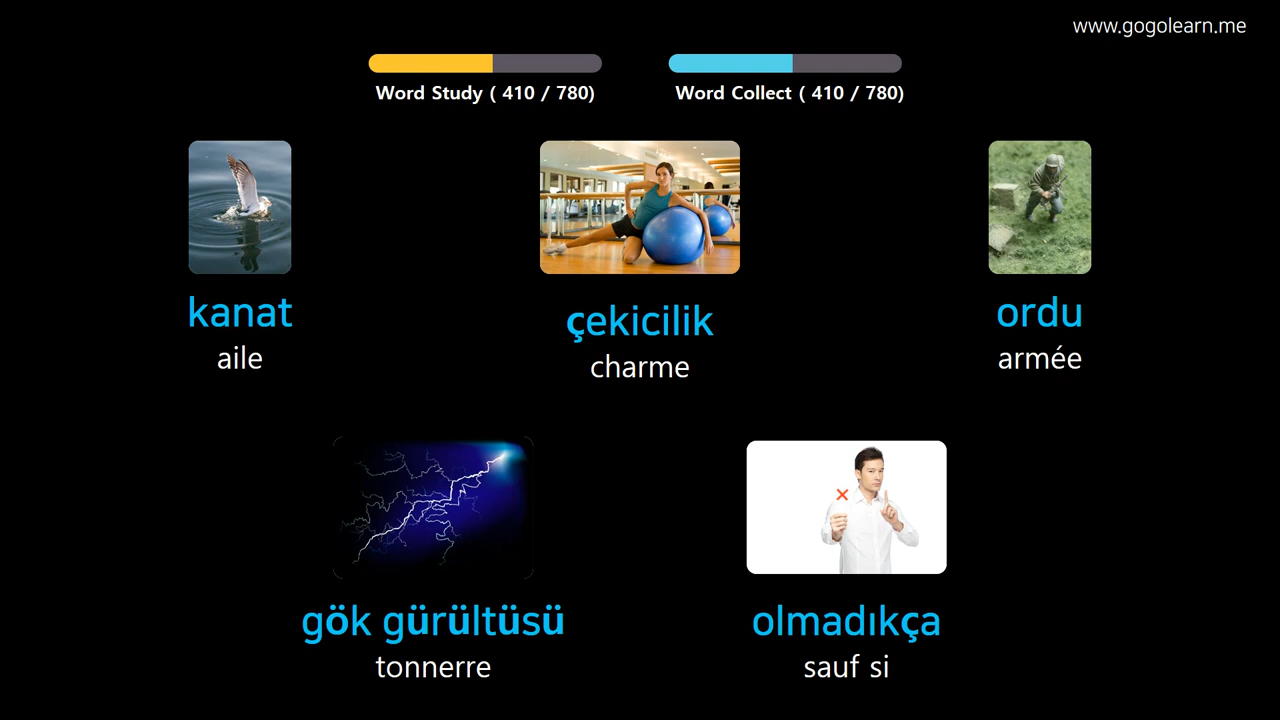 www.gogolearn.me
Word Study ( 410 / 780)
Word Collect ( 410 / 780)
kanat
aile
çekicilik
charme
ordu
armée
gök gürültüsü
tonnerre
olmadıkça
sauf si